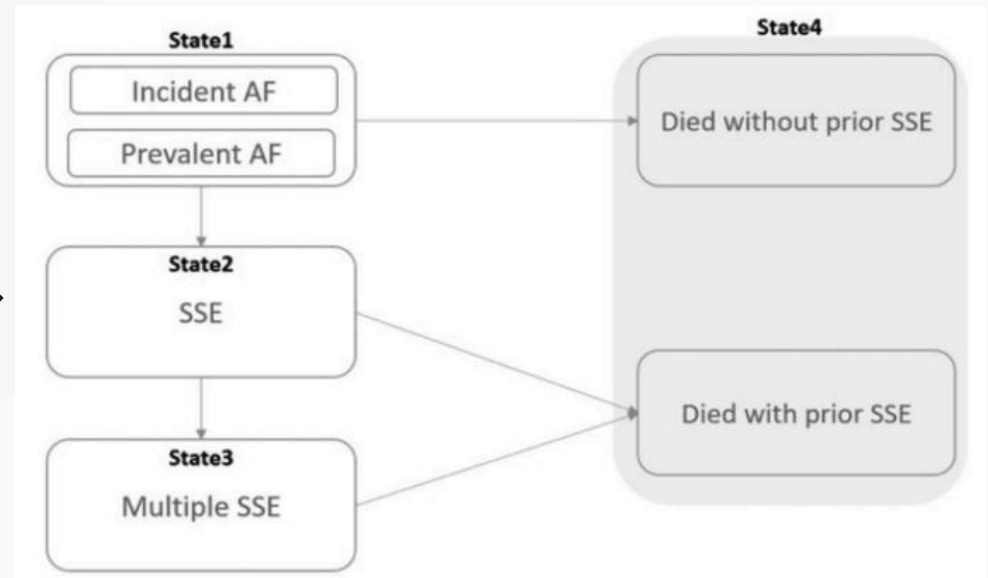 State1
Incident AF
Prevalent AF
State2
SSE
State3
Multiple SSE
State4
Died without prior SSE
Died with prior SSE